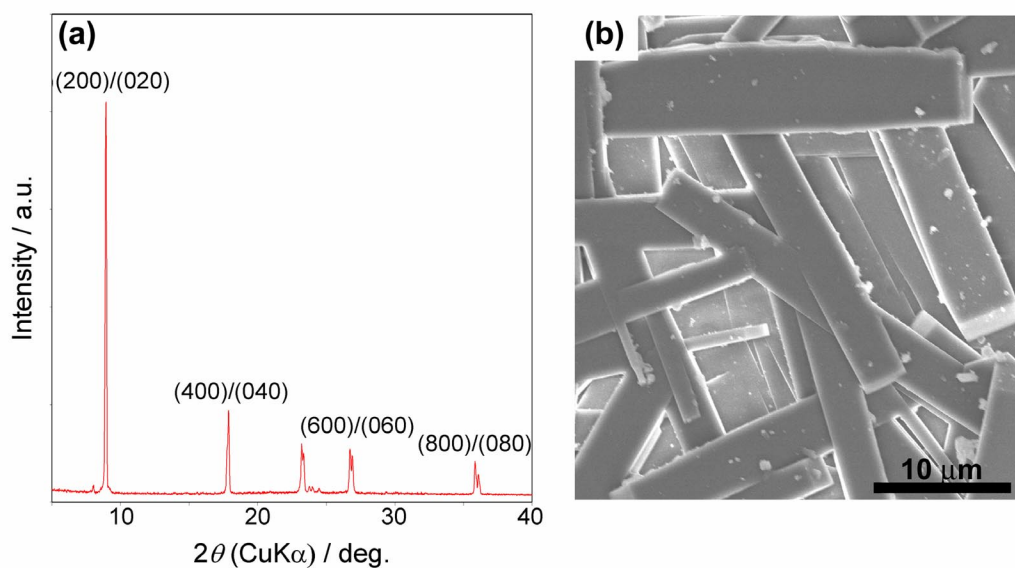 (a)
)(200)/(020)
(400)/(040)
(600)/(060)
(800)/(080)
Intensity / a.u.
10
20
30
40
2θ (CuKα) / deg.
(b)
10 μm